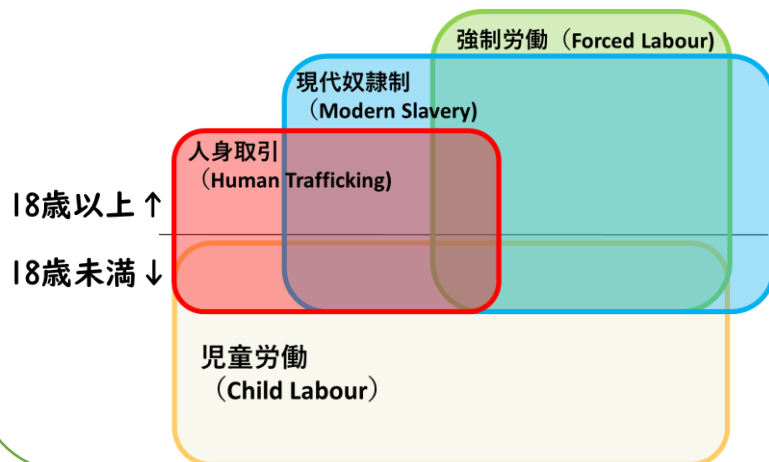 強制労働（Forced Labour)
現代奴隷制
（Modern Slavery)
人身取引
（Human Trafficking)
18歳以上↑
18歳未満↓
児童労働
（Child Labour）